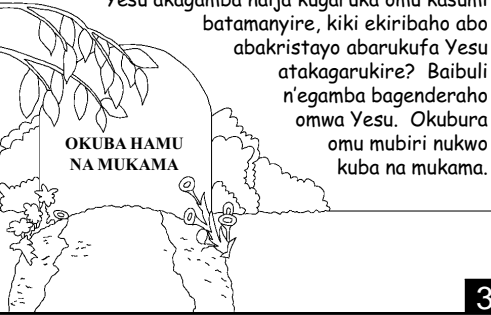 Yesu akagamba naija kugaruka omu kasumi
batamanyire, kiki ekiribaho abo
abakristayo abarukufa Yesu
atakagarukire? Baibuli
n'egamba bagenderaho
omwa Yesu. Okubura
omu mubiri nukwo
kuba na mukama.
OKUBA HAMU
NA MUKAMA
3